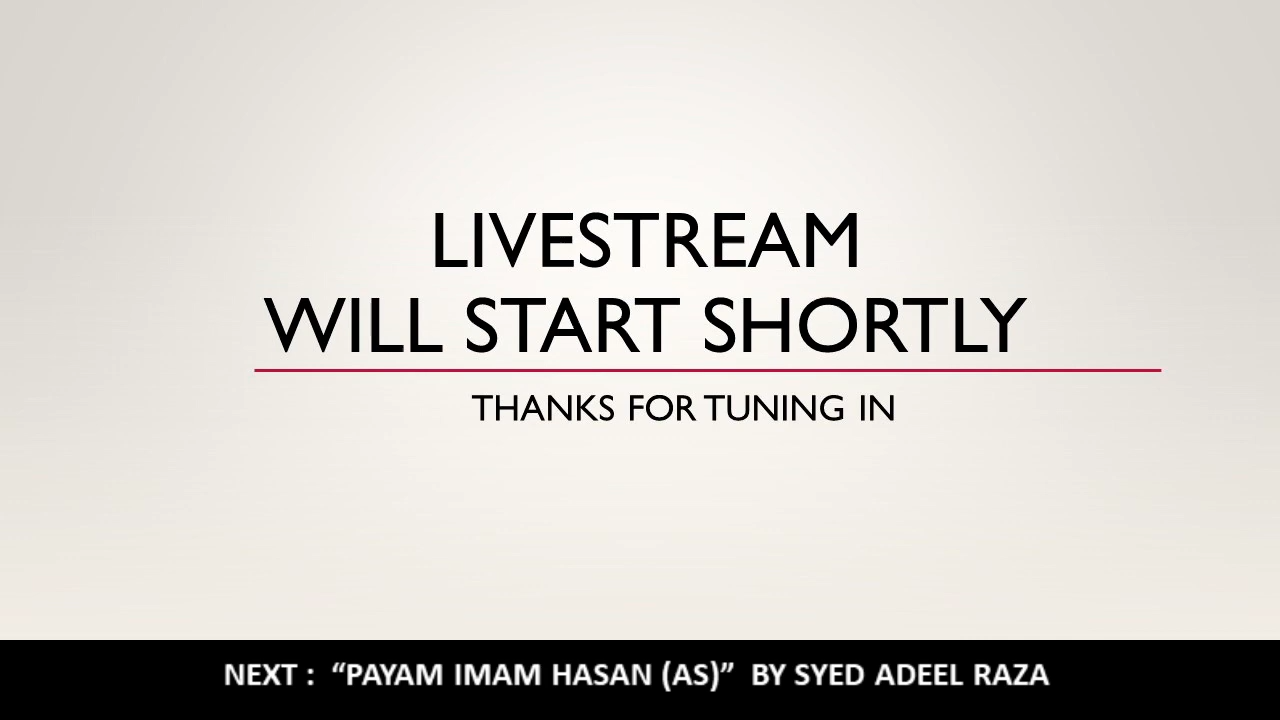 LIVESTREAM
WILL START SHORTLY
THANKS FOR TUNING IN
NEXT : “PAYAM IMAM HASAN (AS)” BY SYED ADEEL RAZA